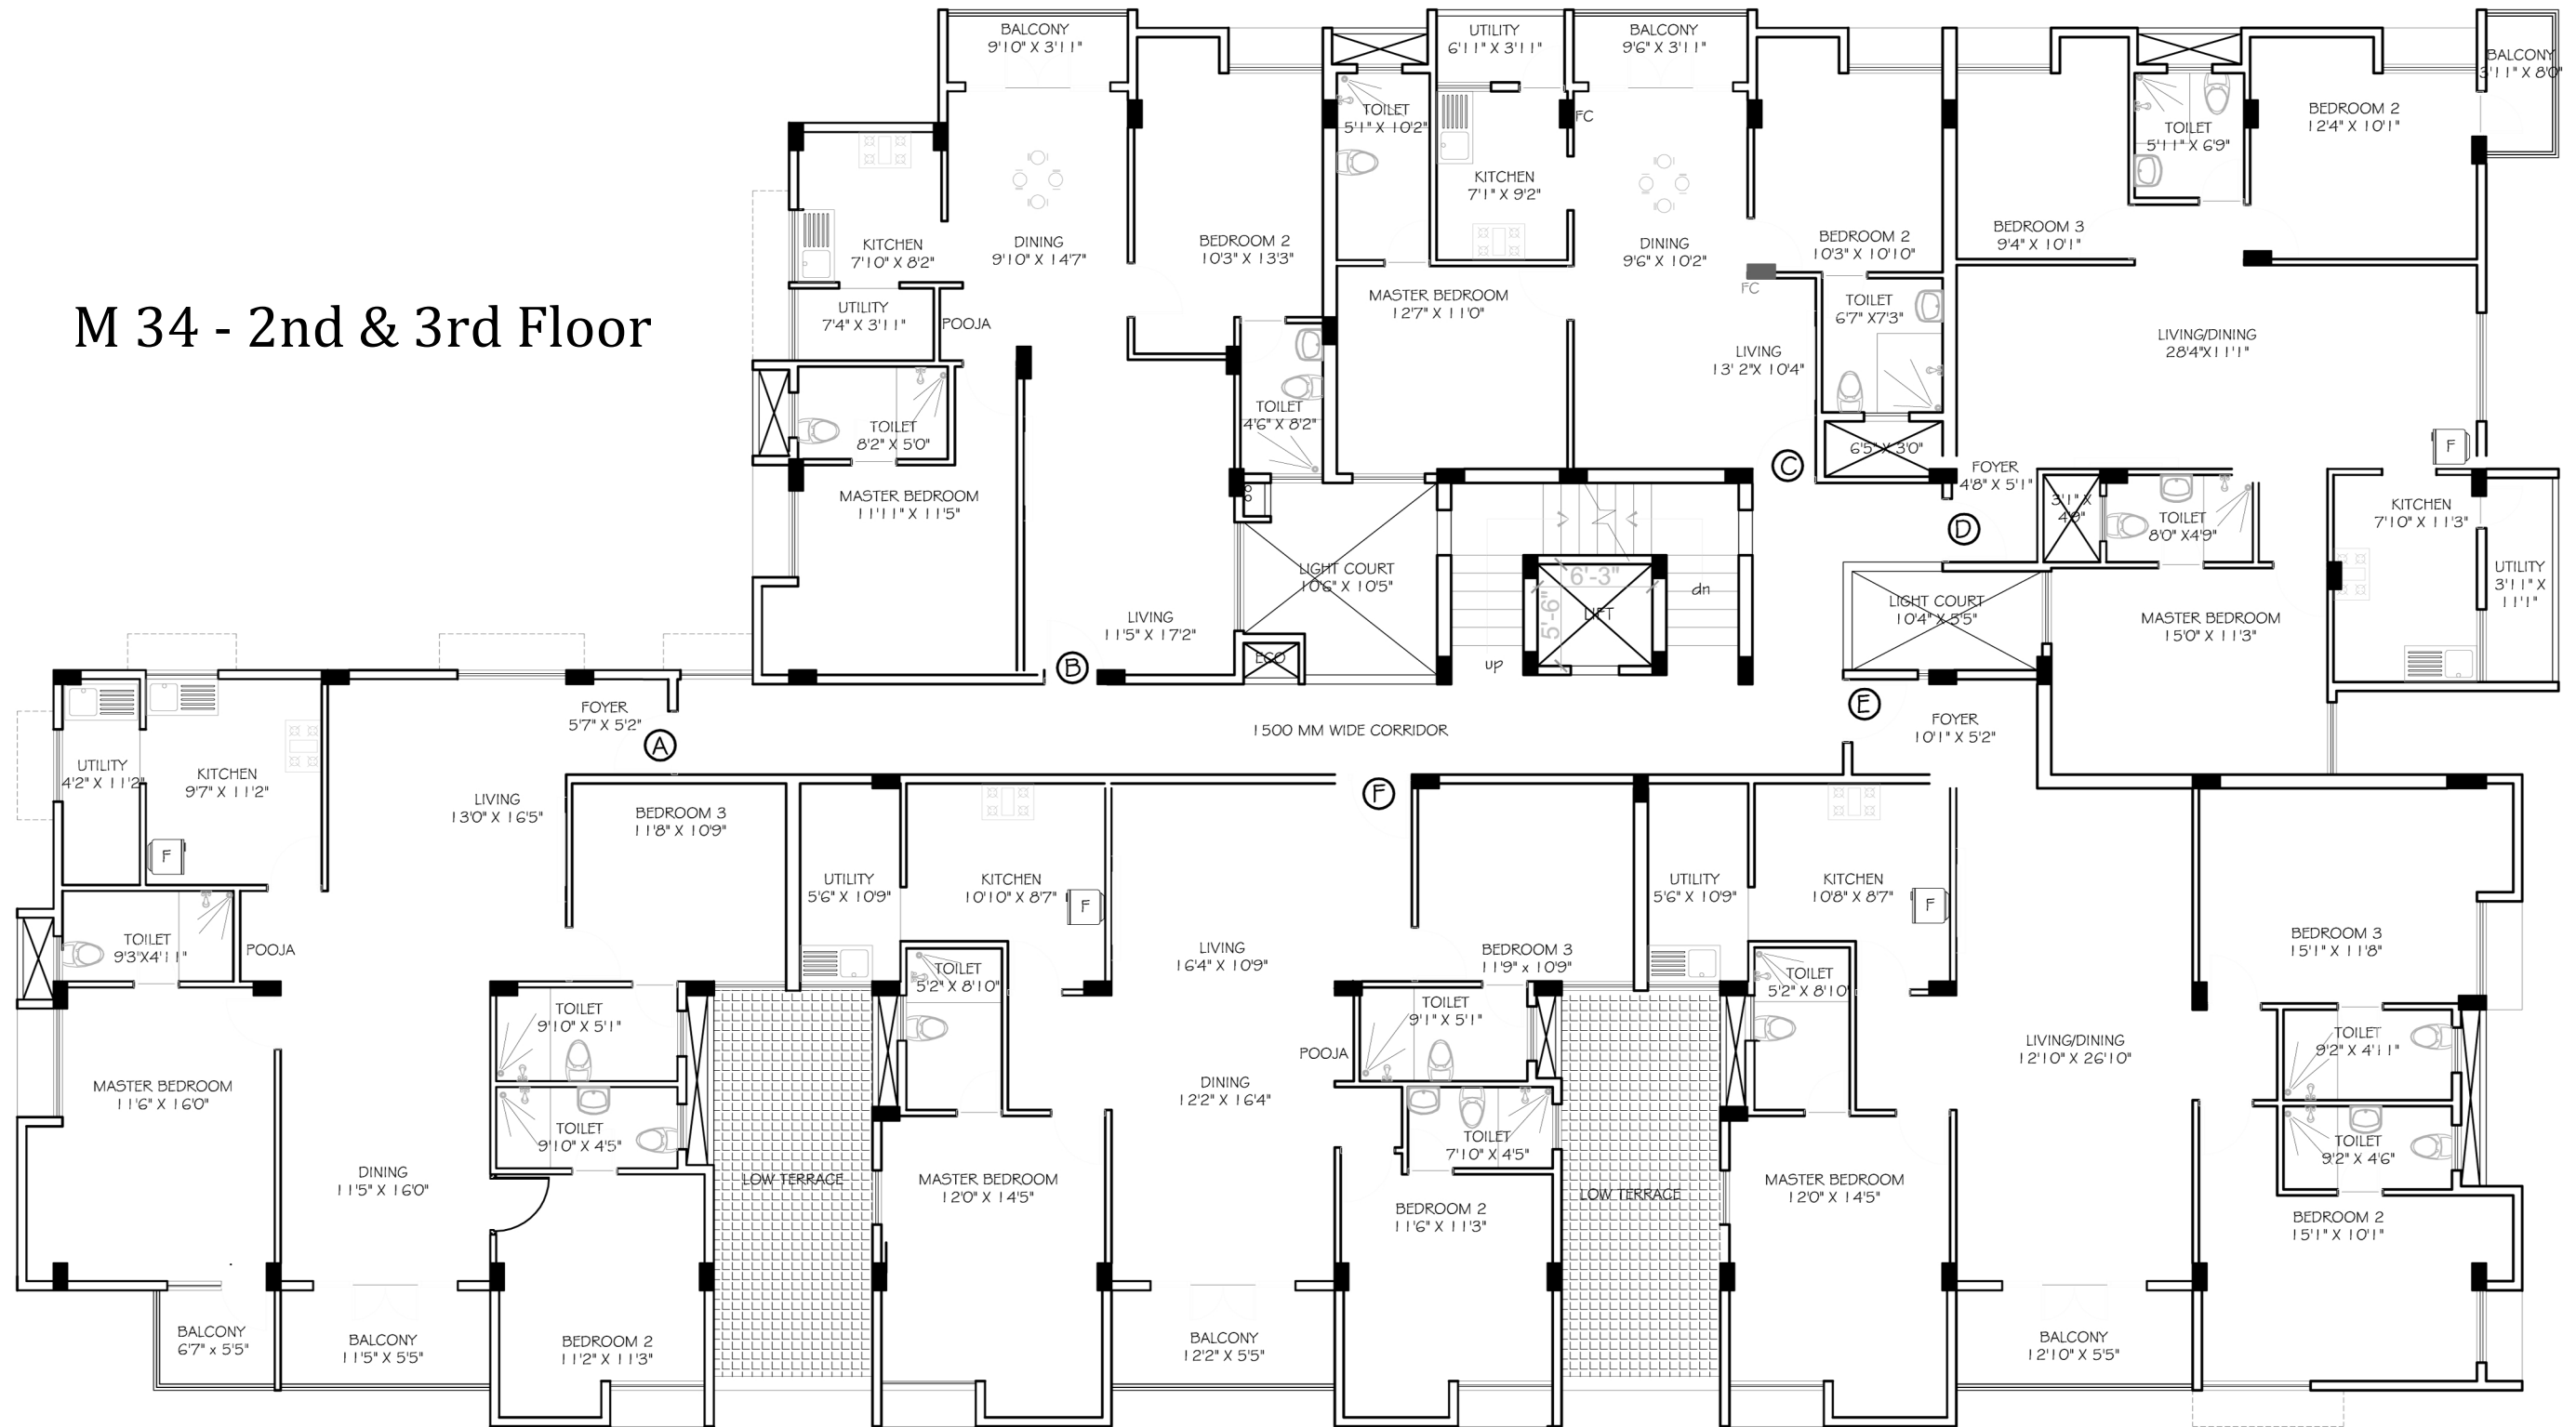 M 34 - 2nd & 3rd Floor
BALCONY
9'10" X 3'11"
UTILITY
6'11" X 3'11"
BALCONY
9'6" X 3'11"
BALCONY
3'11" X 8'0"
TOILET
5'1" X 10'2"
FC
BEDROOM 2
12'4" X 10'1"
TOILET
5'11" X 6'9"
KITCHEN
7'1" X 9'2"
KITCHEN
7'10" X 8'2"
DINING
9'10" X 14'7"
BEDROOM 2
10'3" X 13'3"
DINING
9'6" X 10'2"
BEDROOM 2
10'3" X 10'10"
BEDROOM 3
9'4" X 10'1"
FC
UTILITY
7'4" X 3'11"
POOJA
MASTER BEDROOM
12'7" X 11'0"
TOILET
6'7" X7'3"
LIVING
13' 2"X 10'4"
LIVING/DINING
28'4"X11'1"
TOILET
8'2" X 5'0"
TOILET
4'6" X 8'2"
6'5" X 3'0"
F
C
MASTER BEDROOM
11'11" X 11'5"
FOYER
4'8" X 5'1"
3'1" X
4'9"
TOILET
8'0" X4'9"
KITCHEN
7'10" X 11'3"
D
LIGHT COURT
10'6" X 10'5"
6'-3"
5'-6"
LIFT
dn
up
UTILITY
3'11" X
11'1"
LIGHT COURT
10'4" X 5'5"
MASTER BEDROOM
15'0" X 11'3"
LIVING
11'5" X 17'2"
ECO
B
FOYER
5'7" X 5'2"
A
1500 MM WIDE CORRIDOR
E
FOYER
10'1" X 5'2"
UTILITY
4'2" X 11'2"
KITCHEN
9'7" X 11'2"
F
LIVING
13'0" X 16'5"
BEDROOM 3
11'8" X 10'9"
F
UTILITY
5'6" X 10'9"
KITCHEN
10'10" X 8'7"
F
UTILITY
5'6" X 10'9"
KITCHEN
10'8" X 8'7"
F
TOILET
9'3"X4'11"
POOJA
LIVING
16'4" X 10'9"
BEDROOM 3
11'9" x 10'9"
BEDROOM 3
15'1" X 11'8"
TOILET
5'2" X 8'10"
TOILET
5'2" X 8'10"
TOILET
9'10" X 5'1"
TOILET
9'1" X 5'1"
POOJA
LIVING/DINING
12'10" X 26'10"
TOILET
9'2" X 4'11"
MASTER BEDROOM
11'6" X 16'0"
DINING
12'2" X 16'4"
TOILET
9'10" X 4'5"
TOILET
7'10" X 4'5"
TOILET
9'2" X 4'6"
DINING
11'5" X 16'0"
LOW TERRACE
MASTER BEDROOM
12'0" X 14'5"
LOW TERRACE
MASTER BEDROOM
12'0" X 14'5"
BEDROOM 2
11'6" X 11'3"
BEDROOM 2
15'1" X 10'1"
BALCONY
6'7" x 5'5"
BALCONY
11'5" X 5'5"
BEDROOM 2
11'2" X 11'3"
BALCONY
12'2" X 5'5"
BALCONY
12'10" X 5'5"